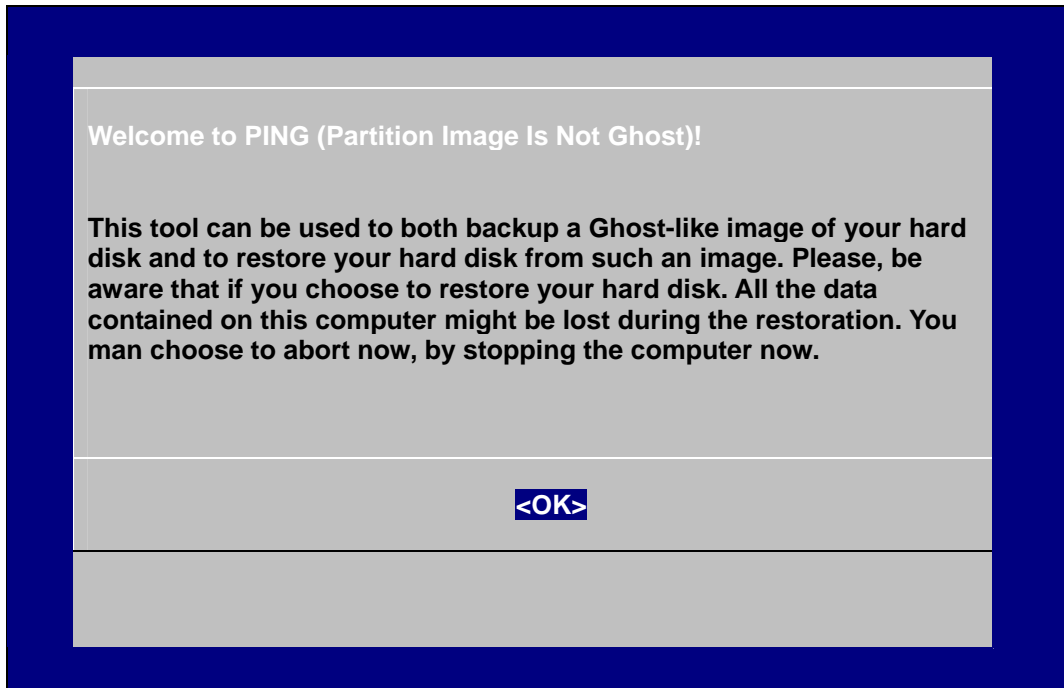 Welcome to PING (Partition Image Is Not Ghost)!
This tool can be used to both backup a Ghost-like image of your hard
disk and to restore your hard disk from such an image. Please, be
aware that if you choose to restore your hard disk. All the data
contained on this computer might be lost during the restoration. You
man choose to abort now, by stopping the computer now.
<OK>